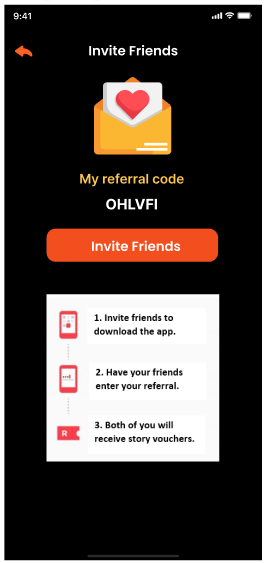 9:41
Invite Friends
My referral code
OHLVFI
Invite Friends
1. Invite friends to
download the app.
2. Have your friends
enter your referral.
3. Both of you will
receive story vouchers.
R